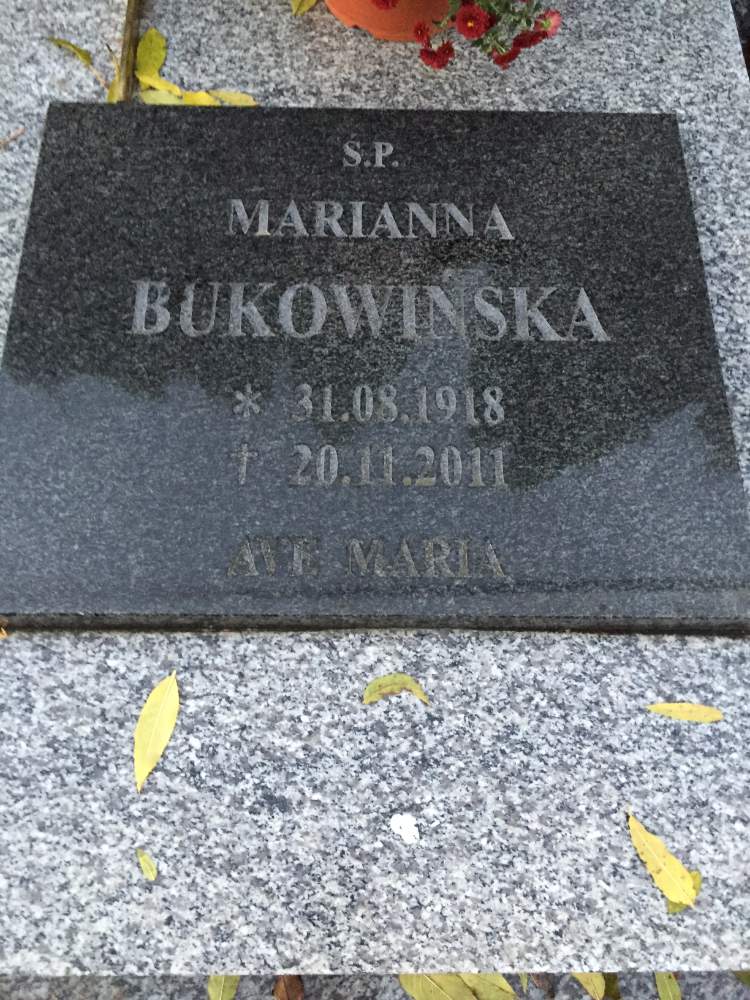 Ś.P.
MARIANNA
BUKOWIŃSKA
* 31.08.1918
† 20.11.2011
AVE MARIA